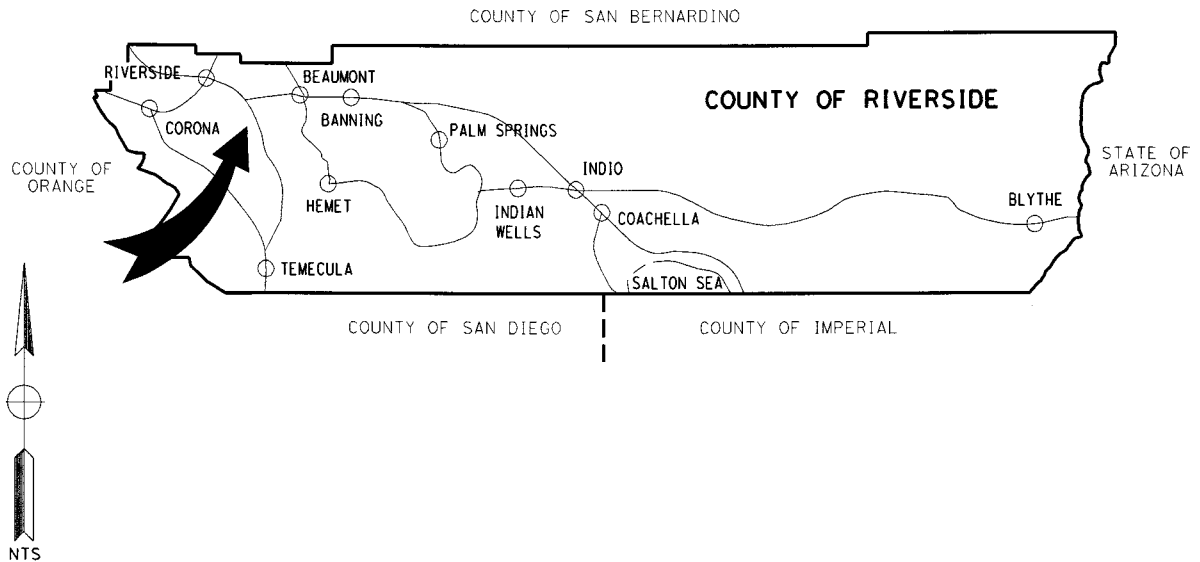 COUNTY OF SAN BERNARDINO
RIVERSIDE
BEAUMONT
COUNTY OF RIVERSIDE
BANNING
CORONA
PALM SPRINGS
COUNTY OF
ORANGE
STATE OF
ARIZONA
INDIO
HEMET
INDIAN
WELLS
COACHELLA
BLYTHE
TEMECULA
SALTON SEA
COUNTY OF SAN DIEGO
COUNTY OF IMPERIAL
NTS